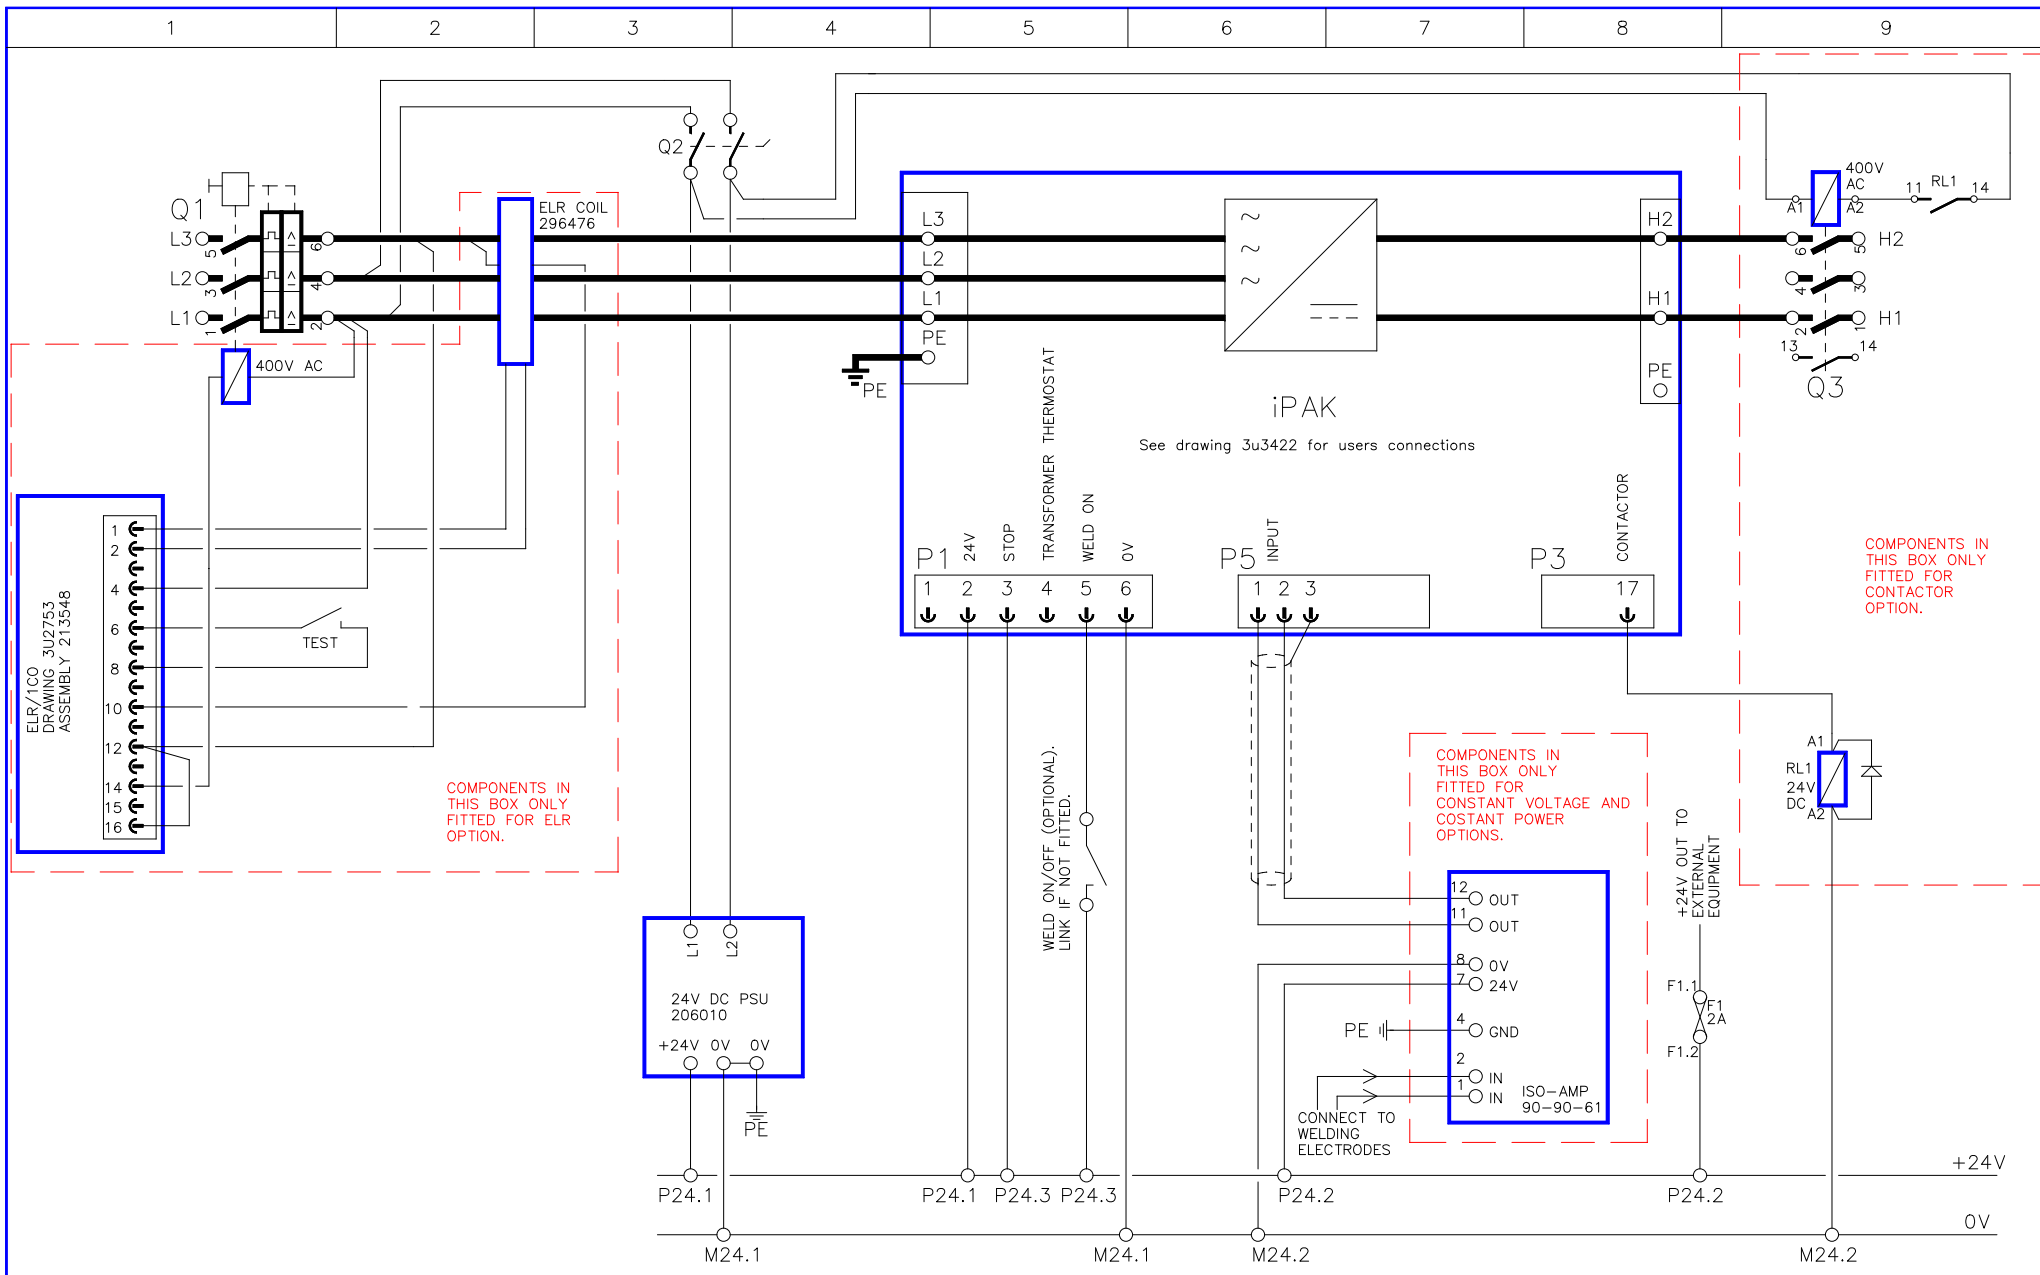 1 2 3 4 5 6 7 8 9
Q1
L3
L2
L1
5
3
1
6
4
2
400V AC
ELR COIL
296476
Q2
L3
L2
L1
PE
PE
H2
H1
PE
iPAK
See drawing 3u3422 for users connections
400V
AC
A1
A2
11
RL1
14
6
5
H2
4
3
2
1
H1
13
14
Q3
ELR/1CO
DRAWING 3U2753
ASSEMBLY 213548
1
2
4
6
8
10
12
14
15
16
TEST
COMPONENTS IN
THIS BOX ONLY
FITTED FOR ELR
OPTION.
P1
24V
STOP
TRANSFORMER THERMOSTAT
WELD ON
0V
1 2 3 4 5 6
P5
INPUT
1 2 3
P3
CONTACTOR
17
COMPONENTS IN
THIS BOX ONLY
FITTED FOR
CONTACTOR
OPTION.
WELD ON/OFF (OPTIONAL).
LINK IF NOT FITTED.
COMPONENTS IN
THIS BOX ONLY
FITTED FOR
CONSTANT VOLTAGE AND
COSTANT POWER
OPTIONS.
A1
RL1
24V
DC
A2
+24V OUT TO
EXTERNAL
EQUIPMENT
F1.1
F1
2A
F1.2
L1
L2
24V DC PSU
206010
+24V 0V 0V
PE
12 OUT
11 OUT
8 0V
7 24V
PE
4 GND
2 IN
1 IN
ISO-AMP
90-90-61
CONNECT TO
WELDING
ELECTRODES
+24V
P24.1 P24.1 P24.3 P24.3 P24.2 P24.2
0V
M24.1 M24.1 M24.2 M24.2